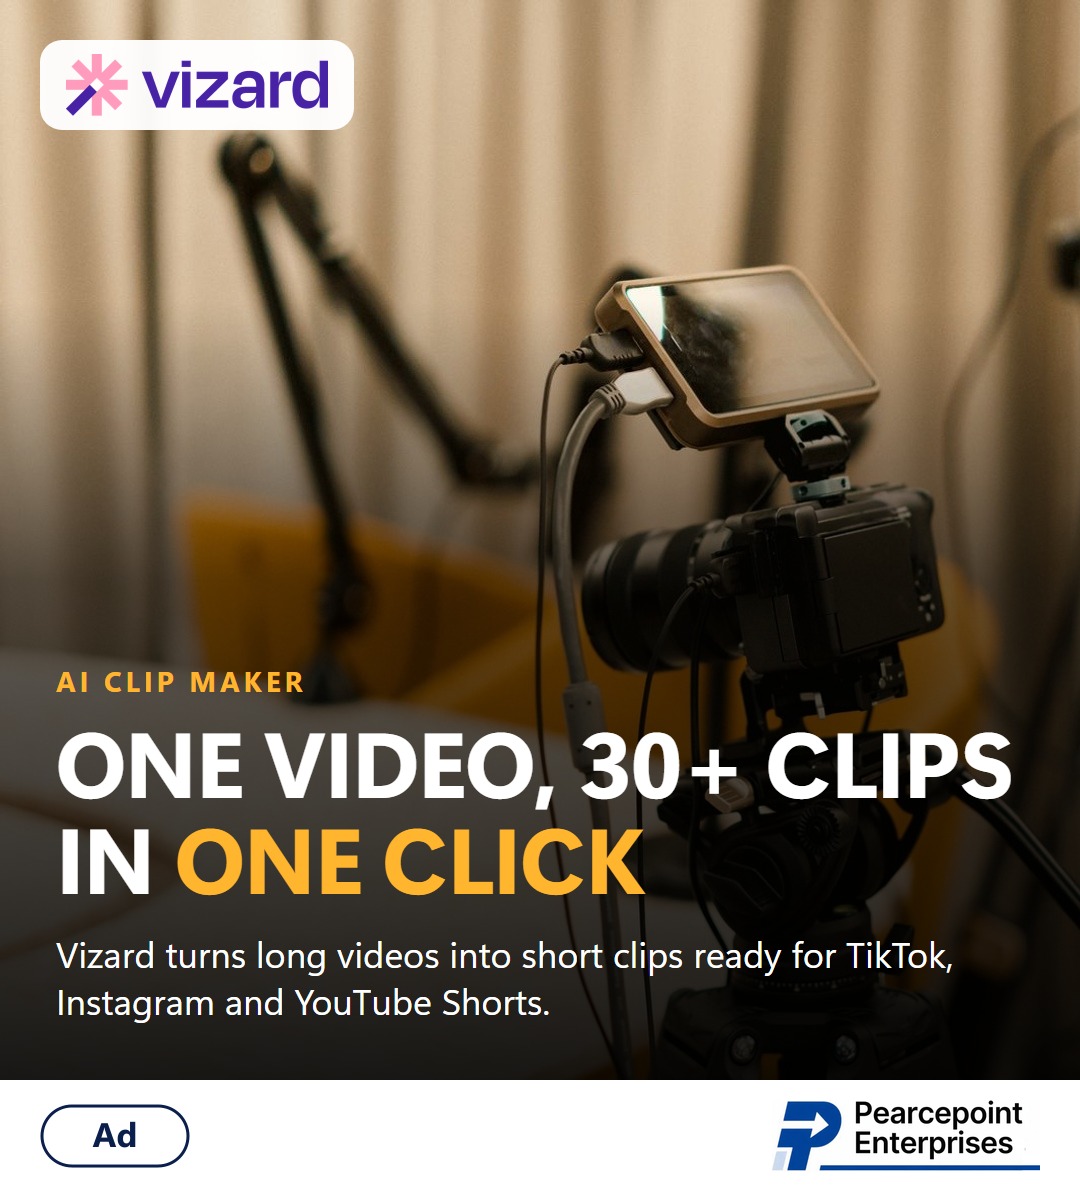 vizard
AI CLIP MAKER
ONE VIDEO, 30+ CLIPS
IN ONE CLICK
Vizard turns long videos into short clips ready for TikTok,
Instagram and YouTube Shorts.
Ad
Pearcepoint
Enterprises